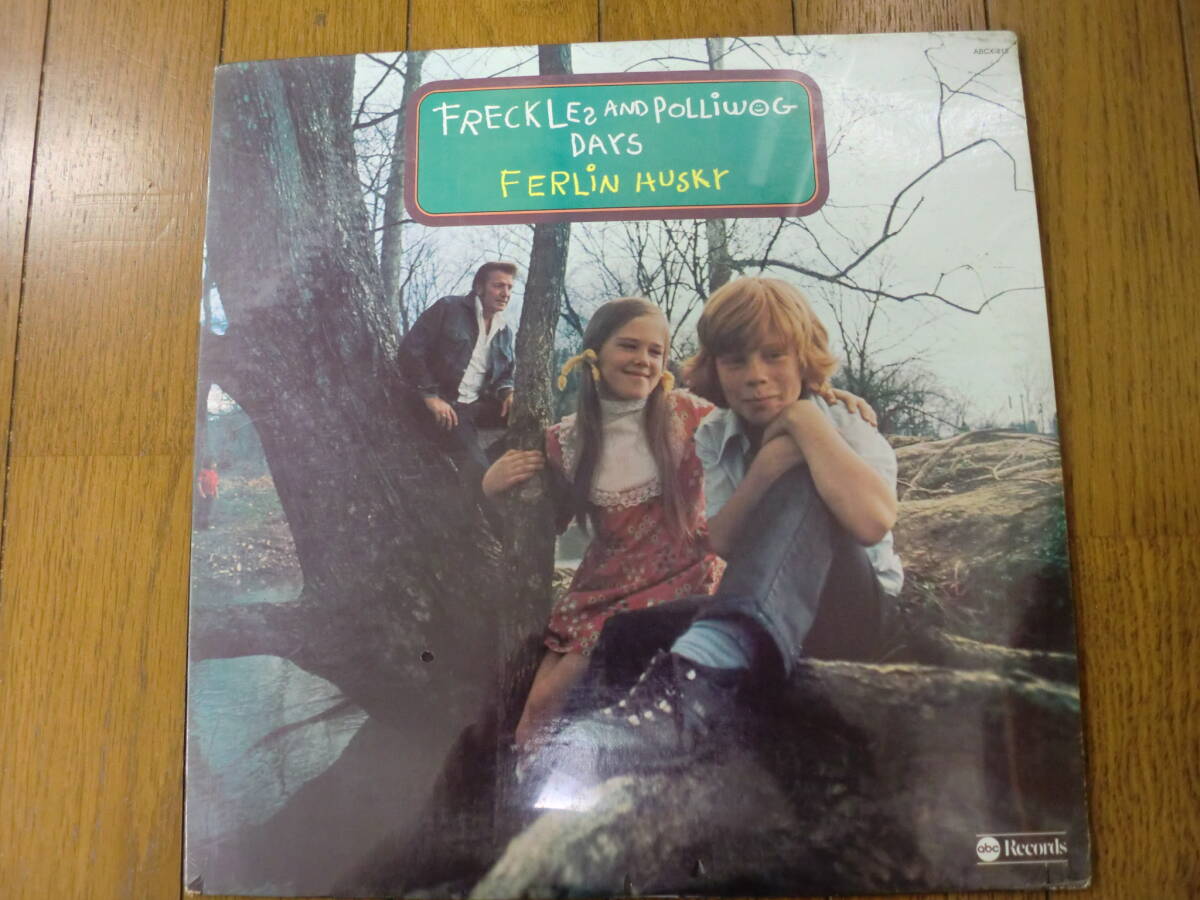 FRECKLES AND POLLiWOG
DAYS
FERLiN HUSKY
abc Records